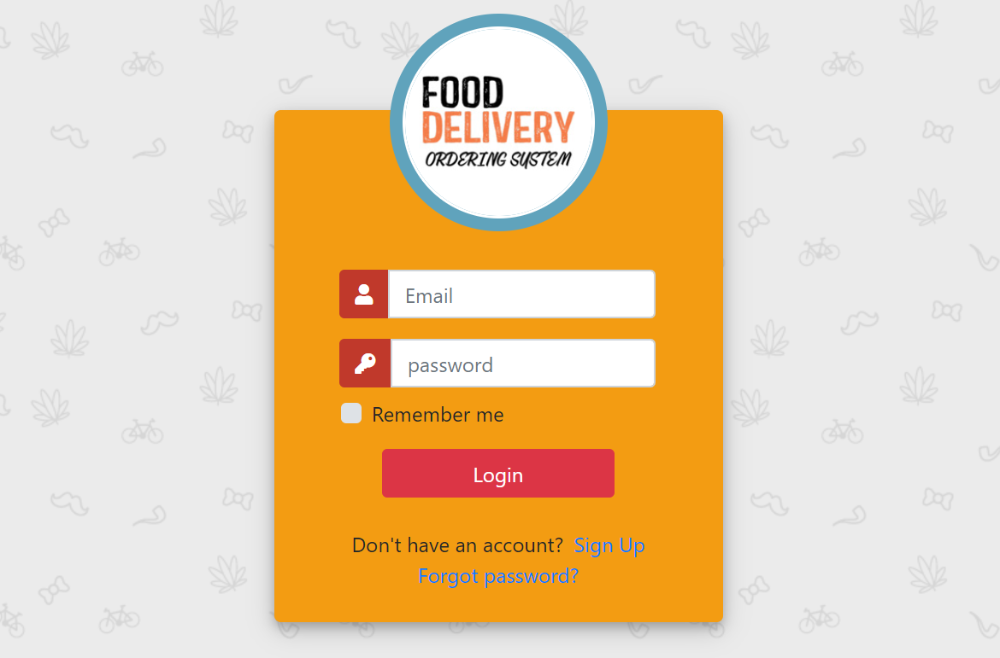 FOOD
DELIVERY
ORDERING SYSTEM
Email
password
Remember me
Login
Don't have an account? Sign Up
Forgot password?